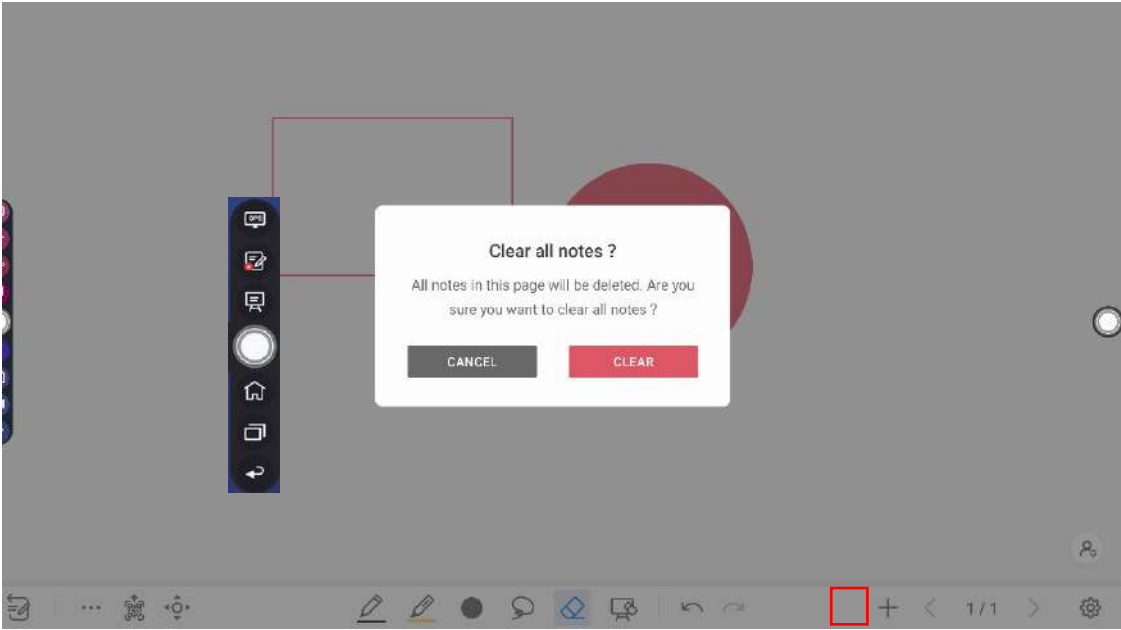 Clear all notes ?
All notes in this page will be deleted. Are you
sure you want to clear all notes ?
CANCEL
CLEAR
1/1